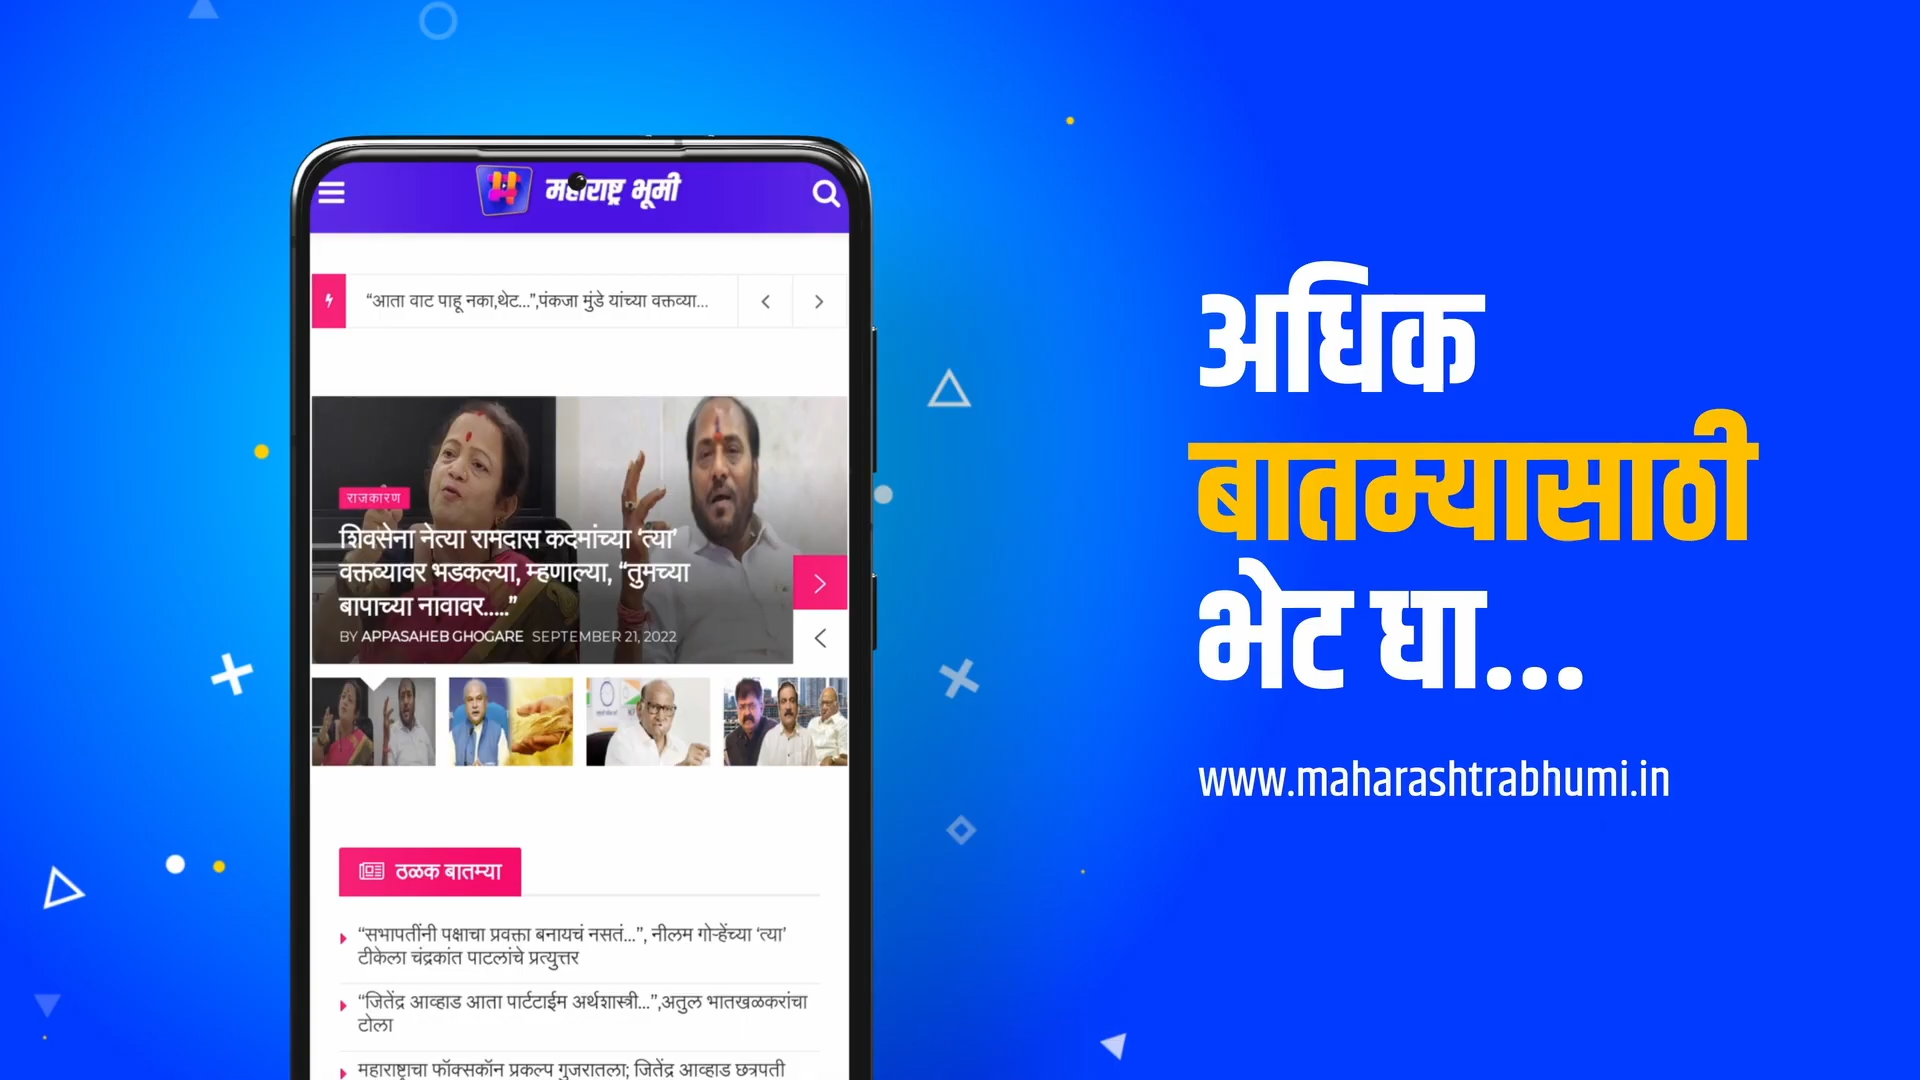 महाराष्ट्र भूमी
“आता वाट पाहू नका,थेट...”,पंकजा मुंडे यांच्या वक्तव्या...
राजकारण
शिवसेना नेत्या रामदास कदमांच्या ‘त्या’
वक्तव्यावर भडकल्या, म्हणाल्या, “तुमच्या
बापाच्या नावावर.....”
BY APPASAHEB GHOGARE SEPTEMBER 21, 2022
ठळक बातम्या
“सभापतींनी पक्षाचा प्रवक्ता बनायचं नसतं...”, नीलम गोऱ्हेंच्या ‘त्या’
टीकेला चंद्रकांत पाटलांचे प्रत्युत्तर
“जितेंद्र आव्हाड आता पार्टटाईम अर्थशास्त्री...”,अतुल भातखळकरांचा
टोला
महाराष्ट्राचा फॉक्सकॉन प्रकल्प गुजरातला; जितेंद्र आव्हाड छत्रपती
अधिक
बातम्यासाठी
भेट घा...
www.maharashtrabhumi.in